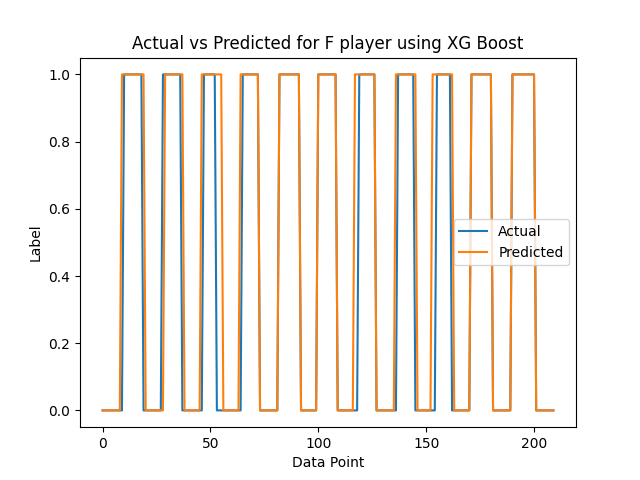 Actual vs Predicted for F player using XG Boost
1.0
0.8
0.6
0.4
0.2
0.0
Label
Actual
Predicted
0
50
100
150
200
Data Point